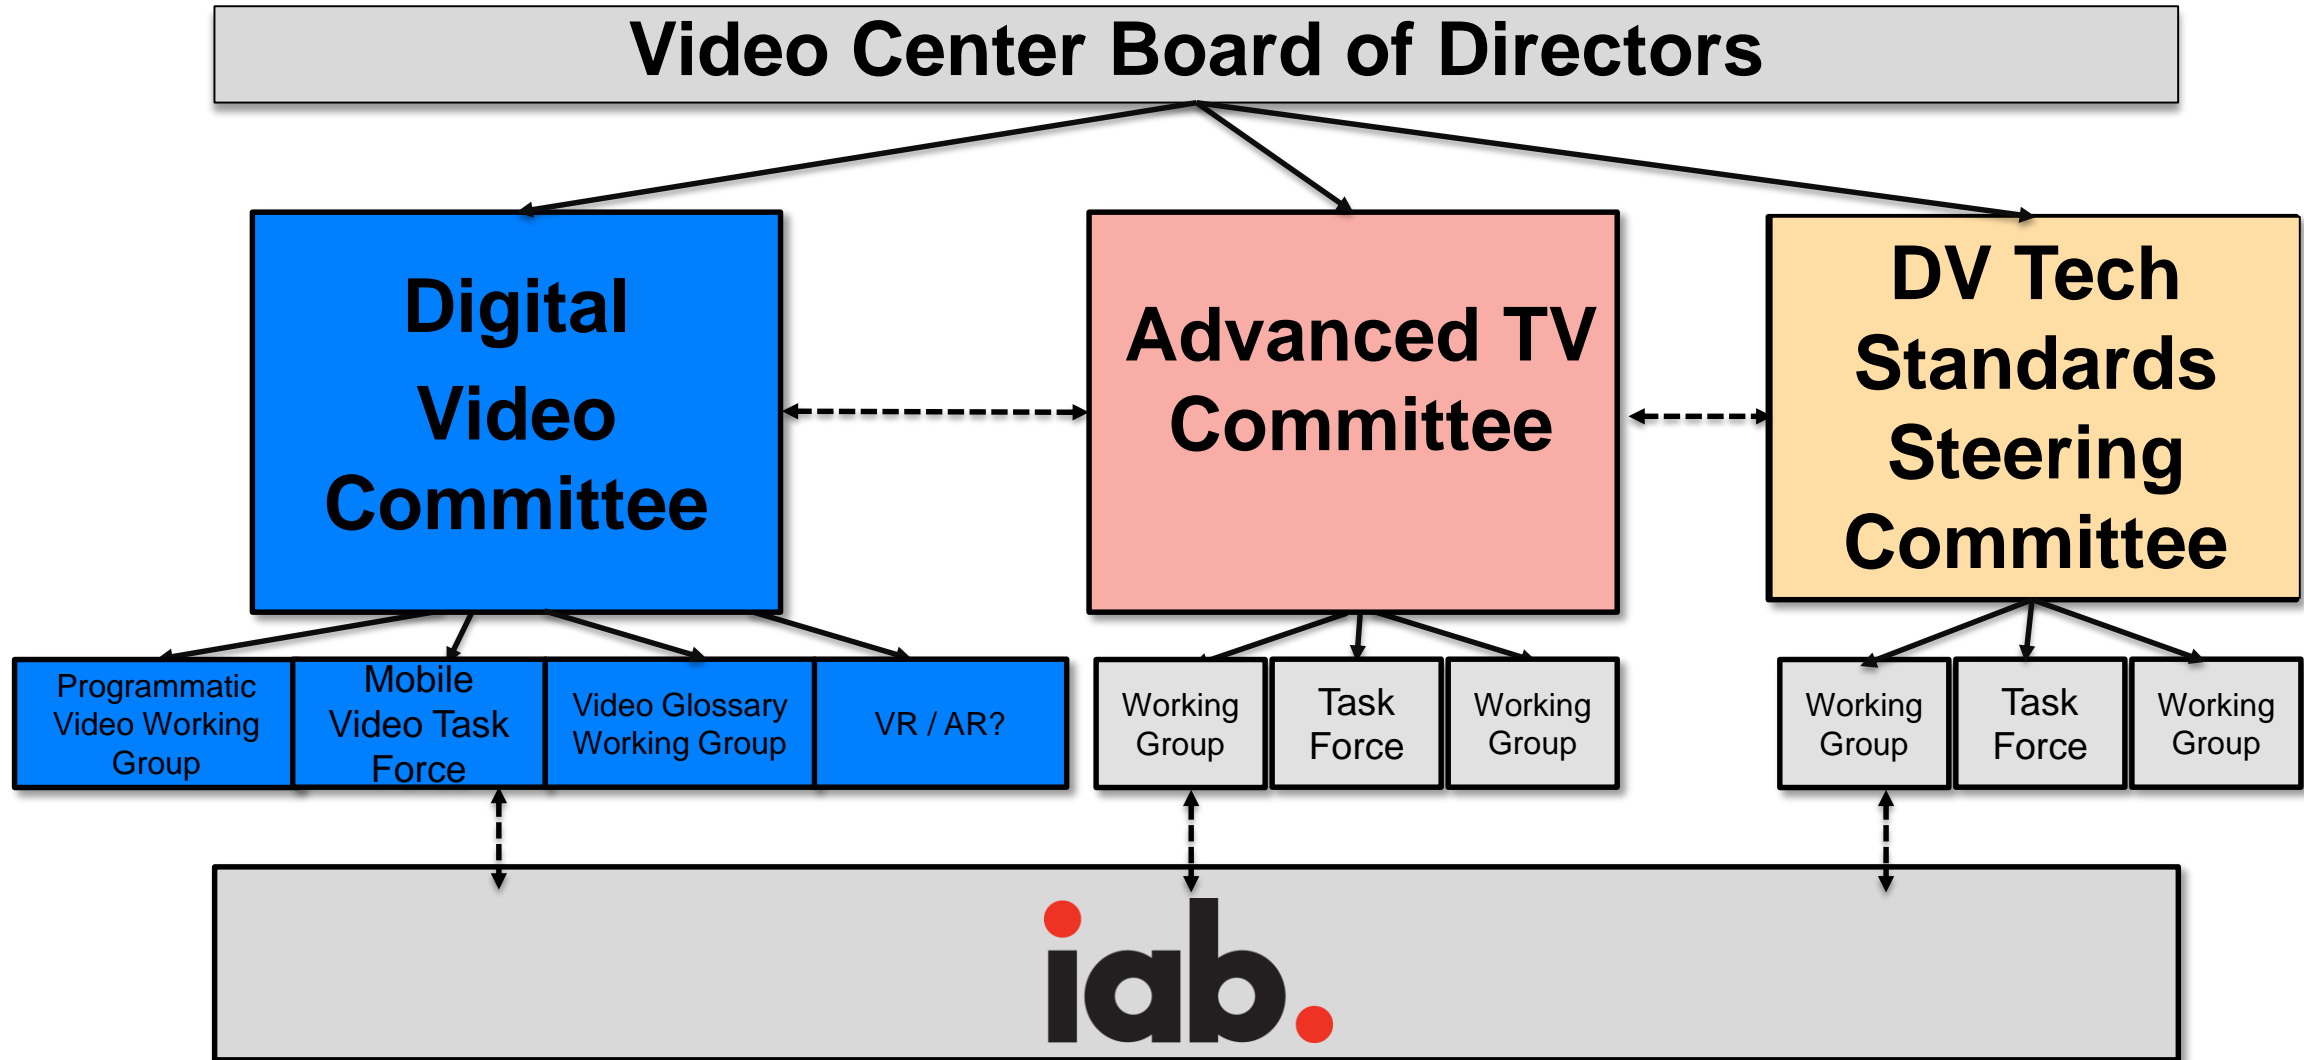 Video Center Board of Directors
Digital
Video
Committee
Advanced TV
Committee
DV Tech
Standards
Steering
Committee
Programmatic
Video Working
Group
Mobile
Video Task
Force
Video Glossary
Working Group
VR / AR?
Working
Group
Task
Force
Working
Group
Working
Group
Task
Force
Working
Group
iab.